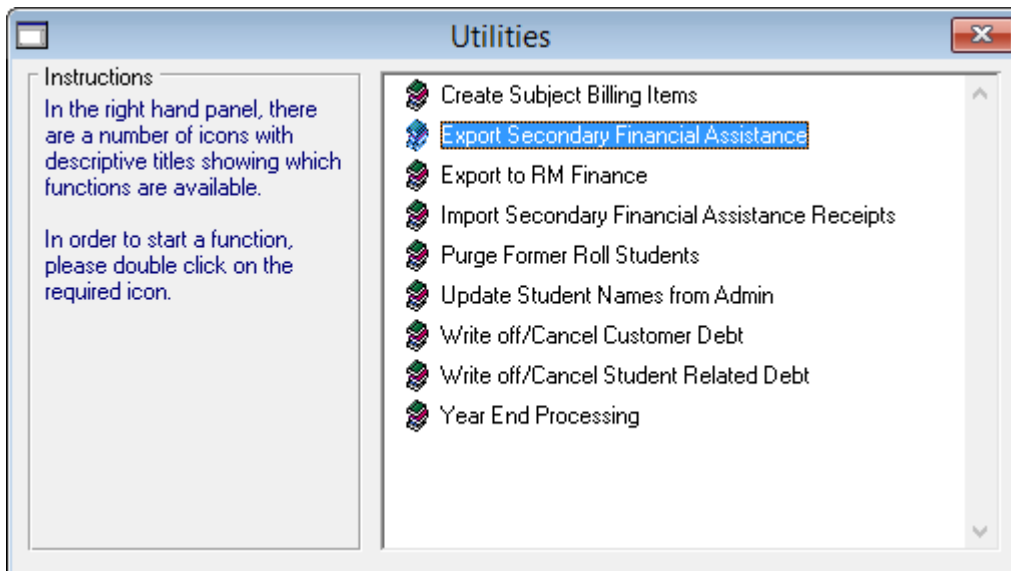 Utilities
Instructions
In the right hand panel, there
are a number of icons with
descriptive titles showing which
functions are available.
In order to start a function,
please double click on the
required icon.
Create Subject Billing Items
Export Secondary Financial Assistance
Export to RM Finance
Import Secondary Financial Assistance Receipts
Purge Former Roll Students
Update Student Names from Admin
Write off/Cancel Customer Debt
Write off/Cancel Student Related Debt
Year End Processing